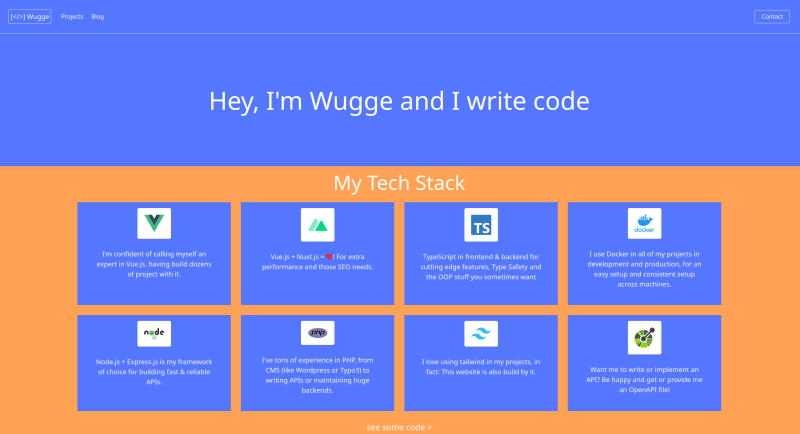 [</>] Wugge Projects Blog Contact
Hey, I'm Wugge and I write code
My Tech Stack
I'm confident of calling myself an
expert in Vue.js, having build dozens
of project with it.
Vue.js + Nuxt.js = ❤️! For extra
performance and those SEO needs.
TS
TypeScript in frontend & backend for
cutting edge features, Type Safety and
the OOP stuff you sometimes want
docker
I use Docker in all of my projects in
development and production, for an
easy setup and consistent setup
across machines.
node
Node.js + Express.js is my framework
of choice for building fast & reliable
APIs.
php
I've tons of experience in PHP, from
CMS (like Wordpress or Typo3) to
writing APIs or maintaining huge
backends.
I love using tailwind in my projects, in
fact: This website is also build by it.
Want me to write or implement an
API? Be happy and get or provide me
an OpenAPI file!
see some code >